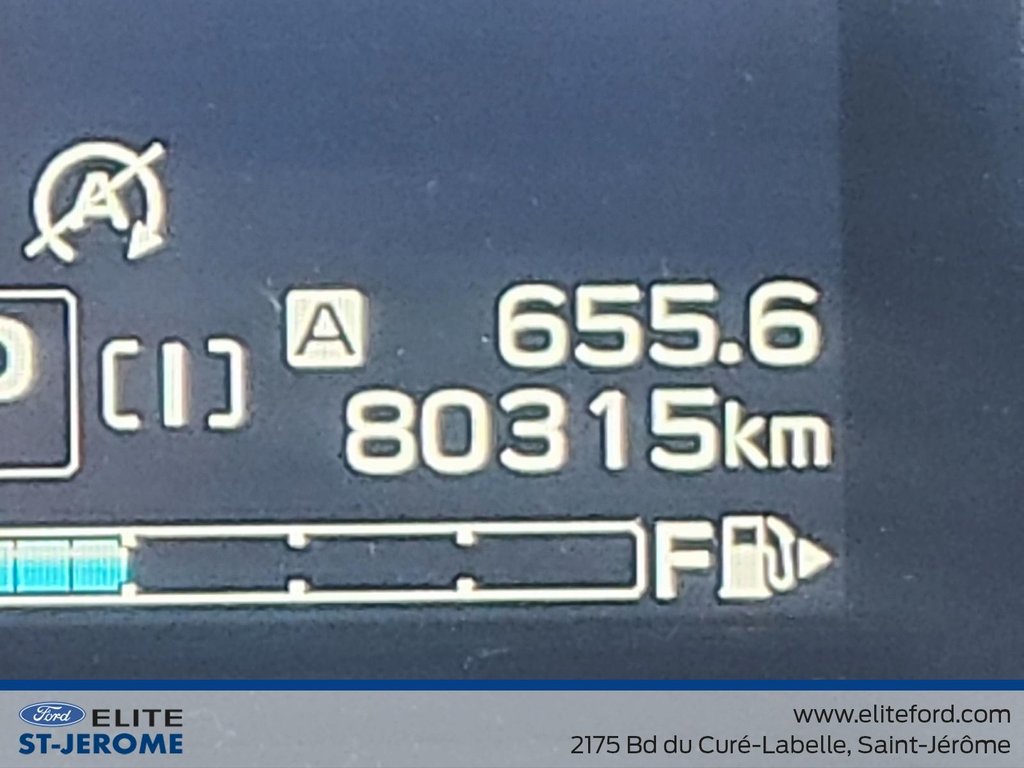 A
A 655.6
80315km
F
Ford ELITE
ST-JEROME
www.eliteford.com
2175 Bd du Curé-Labelle, Saint-Jérôme